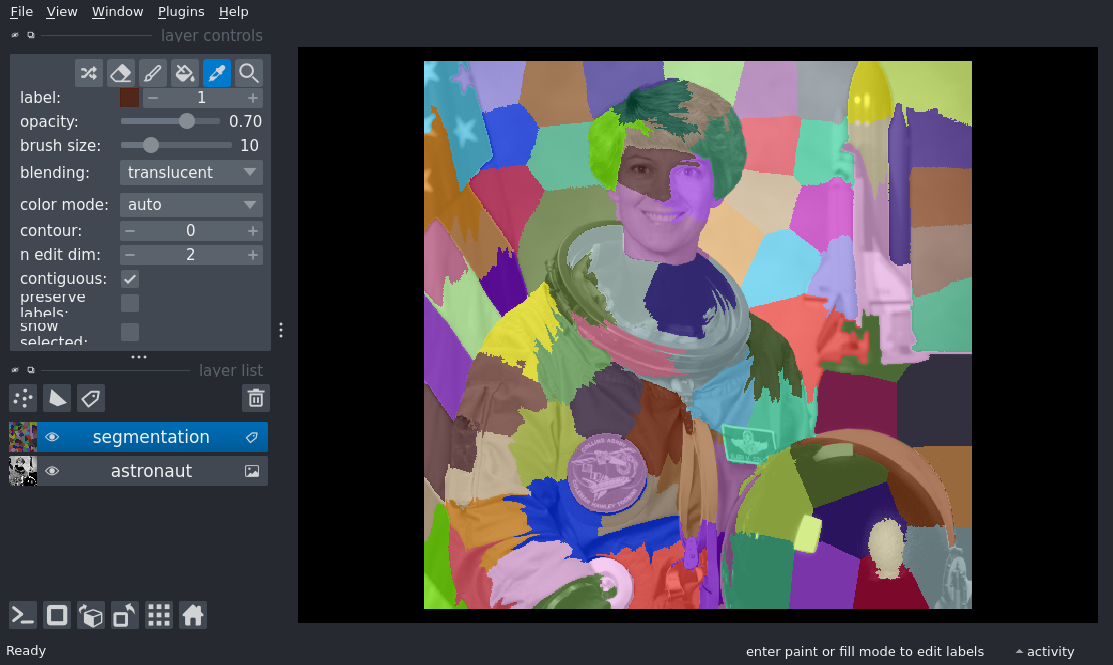 File View Window Plugins Help
layer controls
label: 1
opacity: 0.70
brush size: 10
blending: translucent
color mode: auto
contour: 0
n edit dim: 2
contiguous:
preserve
labels:
show
selected:
layer list
segmentation
astronaut
Ready
enter paint or fill mode to edit labels
activity